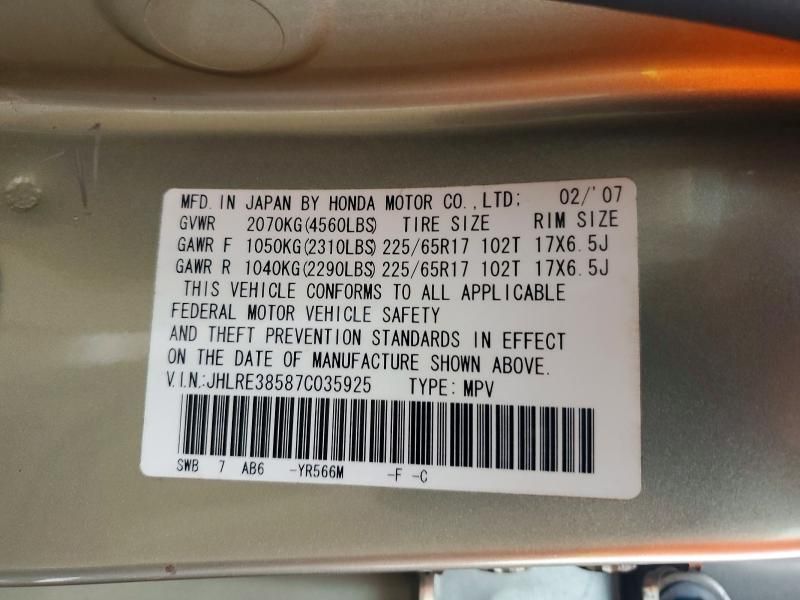 MFD. IN JAPAN BY HONDA MOTOR CO., LTD; 02/'07
GVWR 2070KG(4560LBS) TIRE SIZE RIM SIZE
GAWR F 1050KG(2310LBS) 225/65R17 102T 17X6.5J
GAWR R 1040KG(2290LBS) 225/65R17 102T 17X6.5J
THIS VEHICLE CONFORMS TO ALL APPLICABLE
FEDERAL MOTOR VEHICLE SAFETY
AND THEFT PREVENTION STANDARDS IN EFFECT
ON THE DATE OF MANUFACTURE SHOWN ABOVE.
V.I.N.:JHLRE38587C035925 TYPE: MPV
SWB 7 AB6 -YR566M -F -C